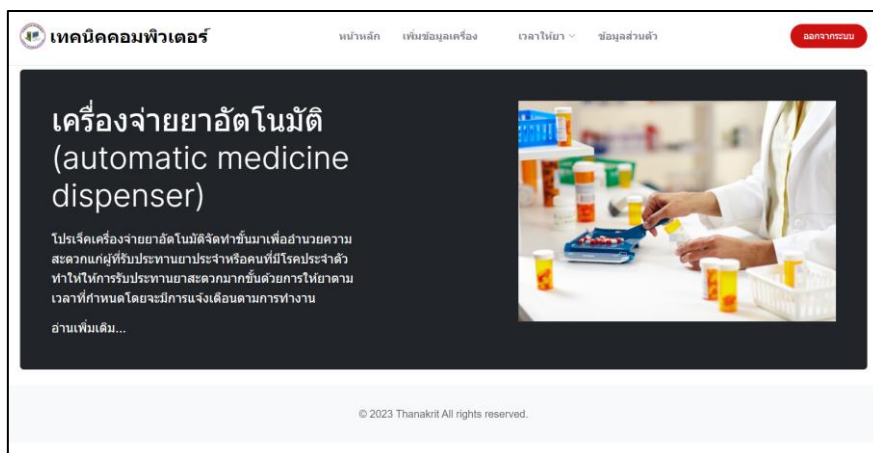 เทคนิคคอมพิวเตอร์
หน้าหลัก เพิ่มข้อมูลเครื่อง เวลาให้ยา ข้อมูลส่วนตัว
ออกจากระบบ
เครื่องจ่ายยาอัตโนมัติ
(automatic medicine
dispenser)
โปรเจ็คเครื่องจ่ายยาอัตโนมัติจัดทำขึ้นมาเพื่ออำนวยความ
สะดวกแก่ผู้ที่รับประทานยาประจำหรือคนที่มีโรคประจำตัว
ทำให้ให้การรับประทานยาสะดวกมากขึ้นด้วยการให้ยาตาม
เวลาที่กำหนดโดยจะมีการแจ้งเตือนตามการทำงาน
อ่านเพิ่มเติม...
© 2023 Thanakrit All rights reserved.